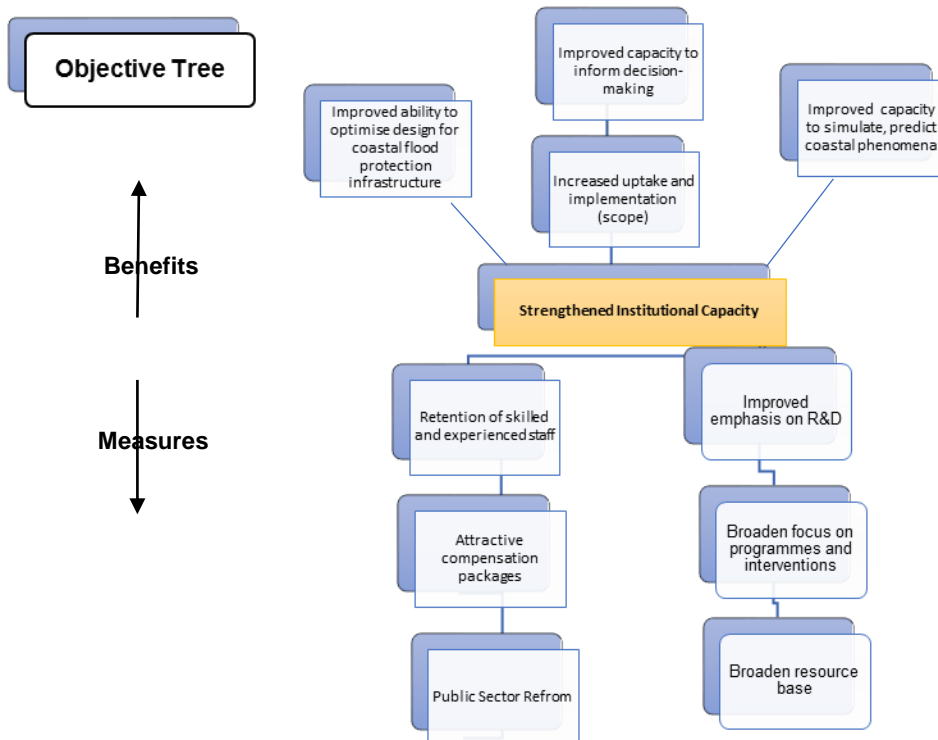 Objective Tree
Improved capacity to
inform decision-
making
Improved ability to
optimise design for
coastal flood
protection
infrastructure
Improved capacity
to simulate, predict
coastal phenomena
Increased uptake and
implementation
(scope)
Benefits
Strengthened Institutional Capacity
Measures
Retention of skilled
and experienced staff
Improved
emphasis on R&D
Attractive
compensation
packages
Broaden focus on
programmes and
interventions
Public Sector Refrom
Broaden resource
base